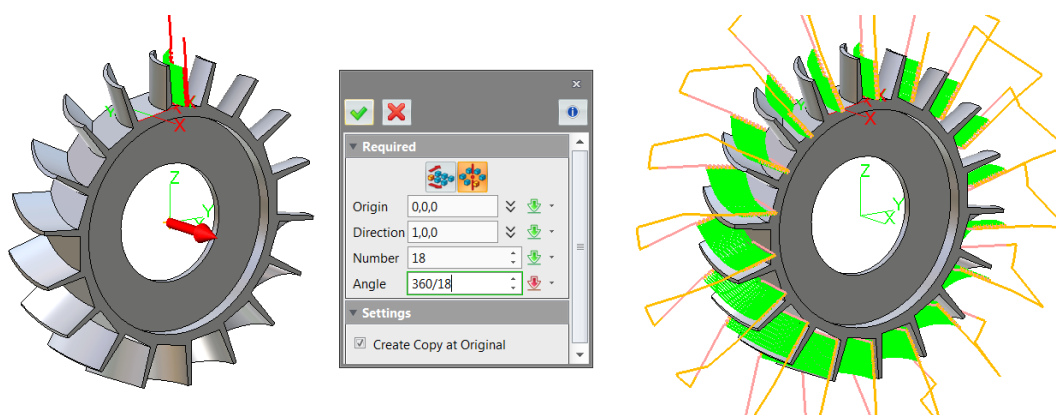 Y
X
X
Z
Y
X
×
i
Required
Origin 0,0,0
Direction 1,0,0
Number 18
Angle 360/18
Settings
Create Copy at Original
Y
X
X
Z
Y
X